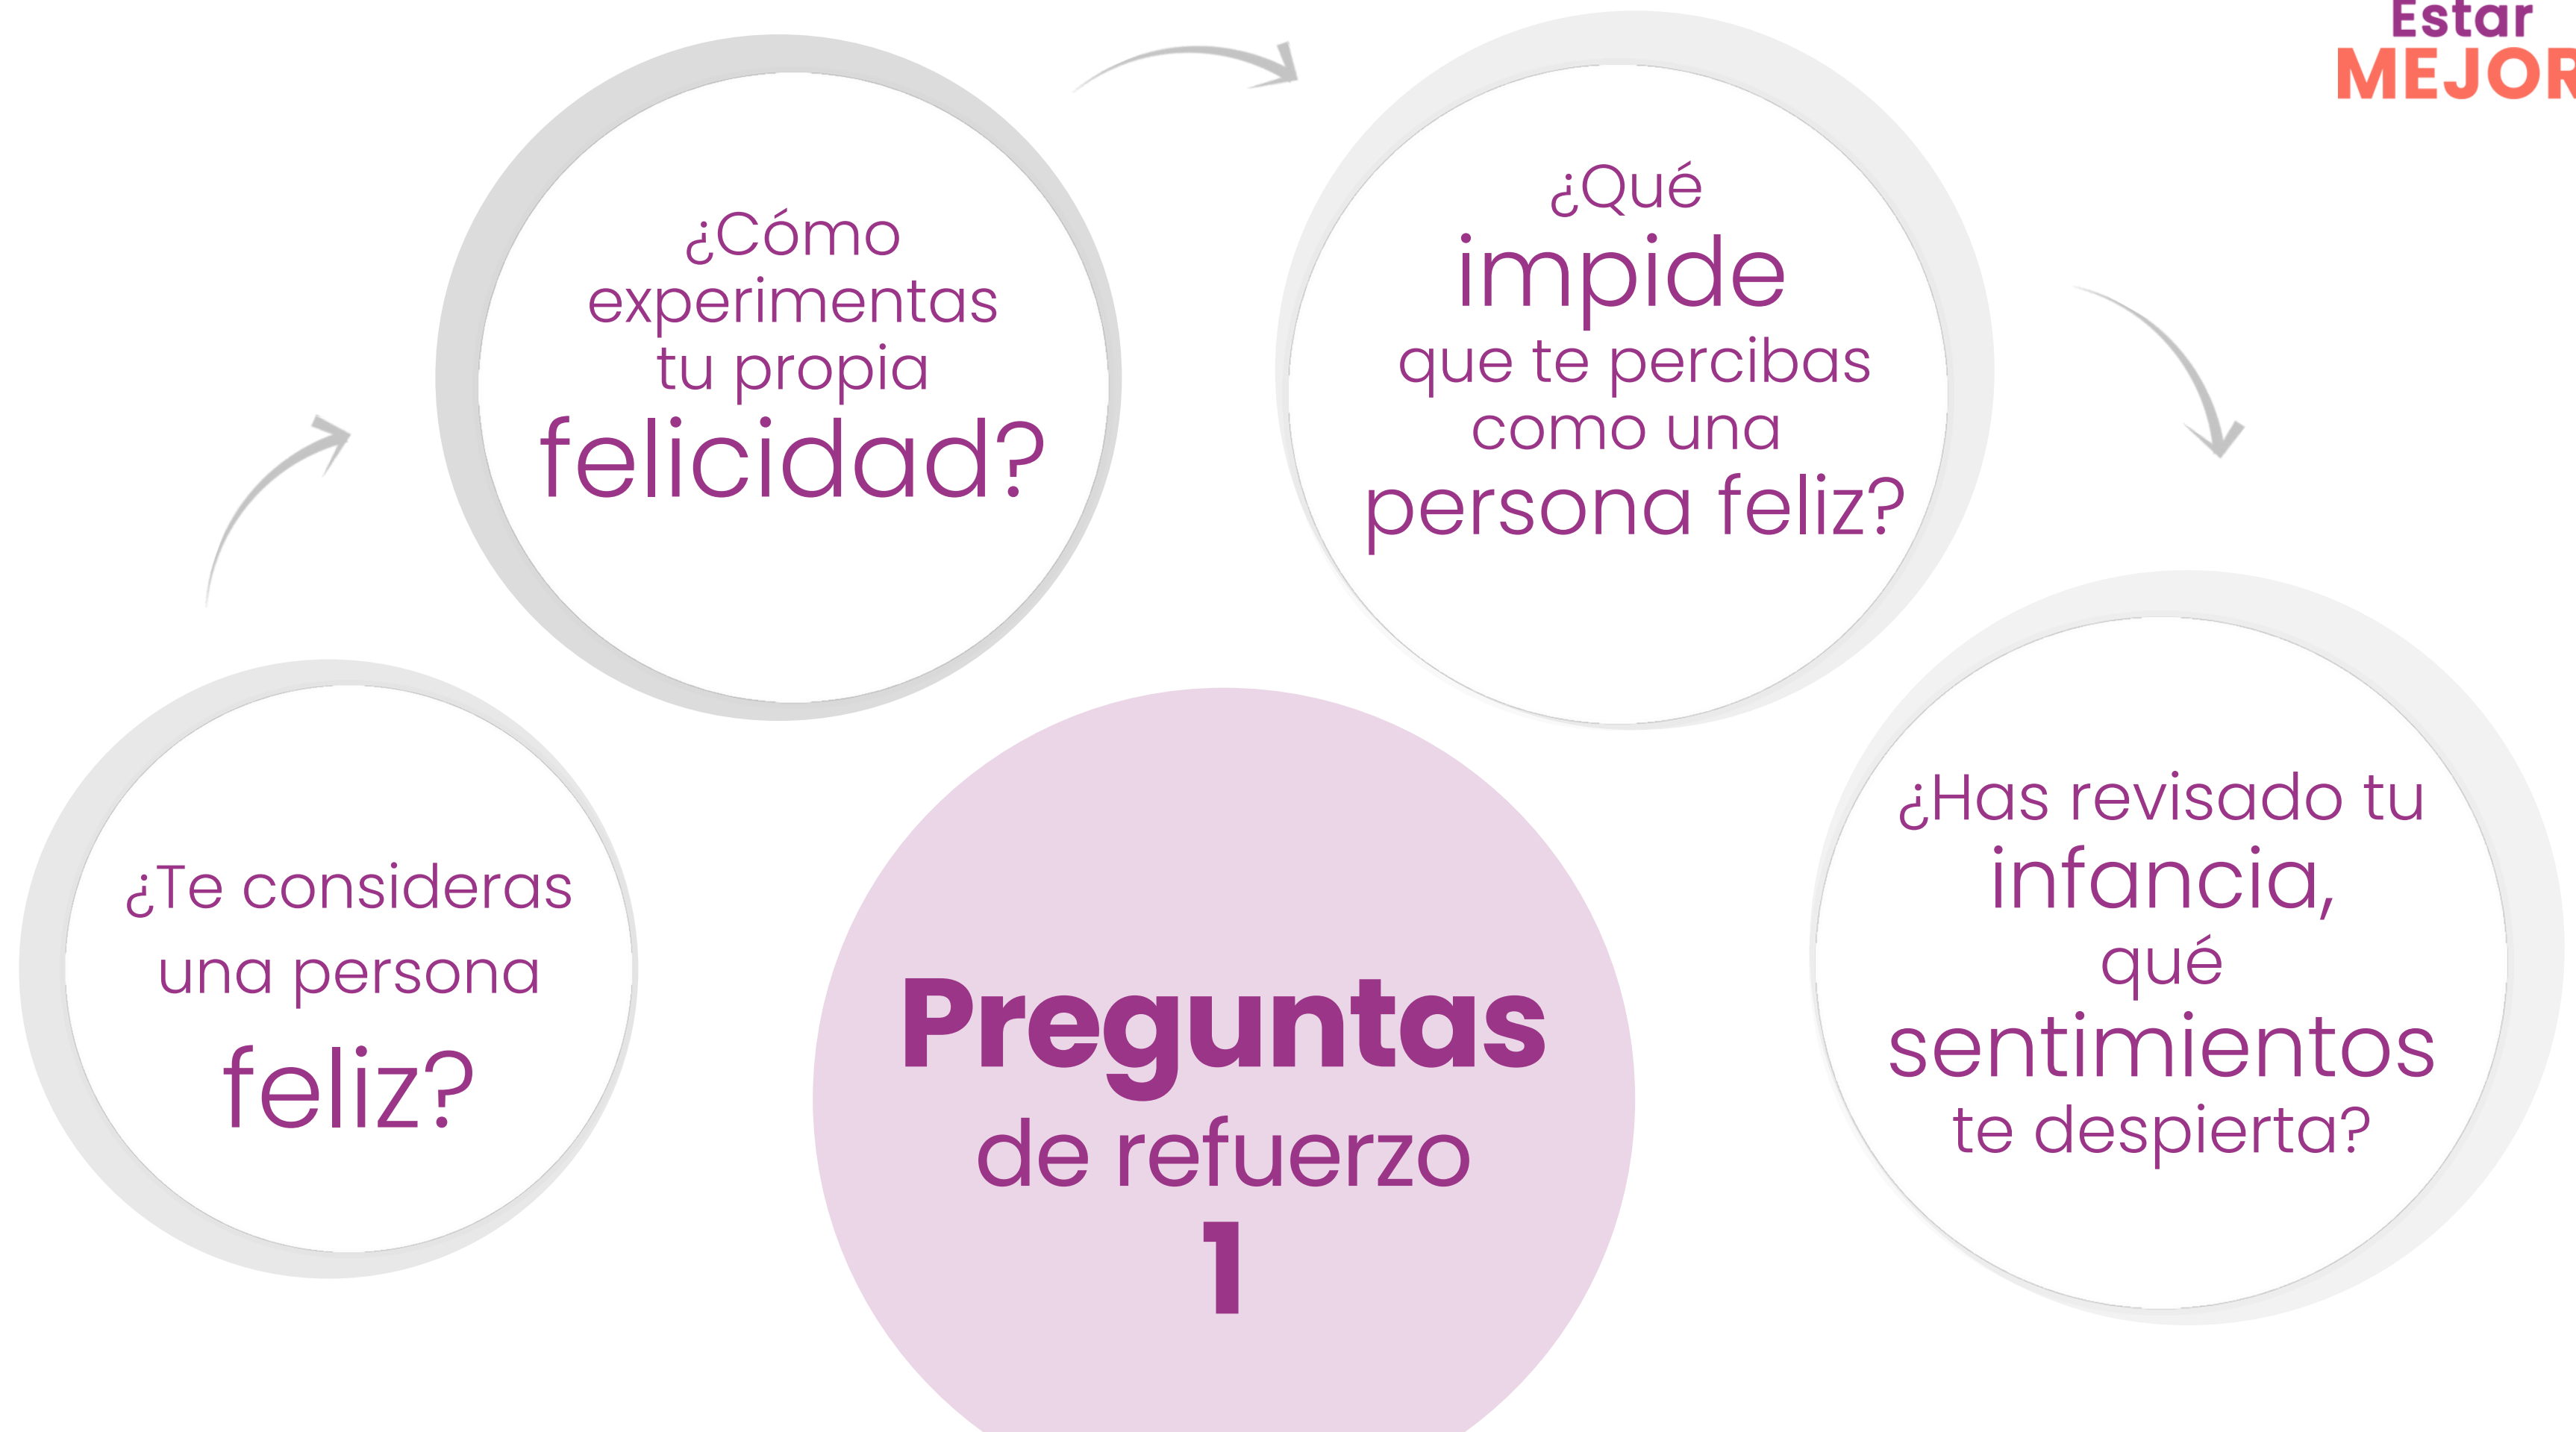 Estar
MEJOR
¿Te consideras
una persona
feliz?
¿Cómo
experimentas
tu propia
felicidad?
¿Qué
impide
que te percibas
como una
persona feliz?
¿Has revisado tu
infancia,
qué
sentimientos
te despierta?
Preguntas
de refuerzo
1